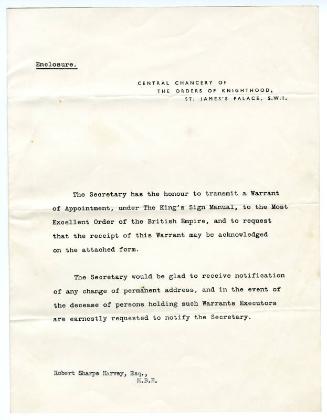 Enclosure.
CENTRAL CHANCERY OF
THE ORDERS OF KNIGHTHOOD,
ST. JAMES'S PALACE, S.W.1.
The Secretary has the honour to transmit a Warrant
of Appointment, under The King's Sign Manual, to the Most
Excellent Order of the British Empire, and to request
that the receipt of this Warrant may be acknowledged
on the attached form.
The Secretary would be glad to receive notification
of any change of permanent address, and in the event of
the decease of persons holding such Warrants Executors
are earnestly requested to notify the Secretary.
Robert Sharpe Harvey, Esq.,
M.B.E.